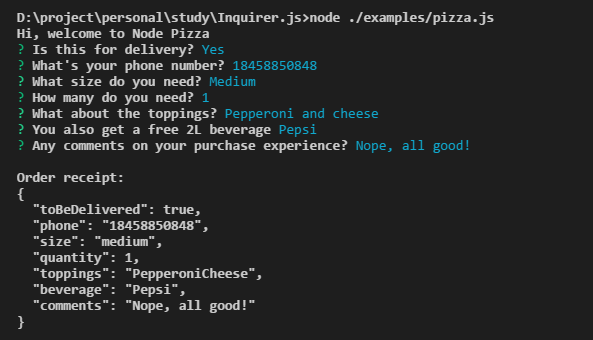 D:\project\personal\study\Inquirer.js>node ./examples/pizza.js
Hi, welcome to Node Pizza
? Is this for delivery? Yes
? What's your phone number? 18458850848
? What size do you need? Medium
? How many do you need? 1
? What about the toppings? Pepperoni and cheese
? You also get a free 2L beverage Pepsi
? Any comments on your purchase experience? Nope, all good!

Order receipt:
{
  "toBeDelivered": true,
  "phone": "18458850848",
  "size": "medium",
  "quantity": 1,
  "toppings": "PepperoniCheese",
  "beverage": "Pepsi",
  "comments": "Nope, all good!"
}